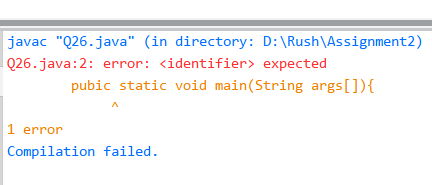 javac "Q26.java" (in directory: D:\Rush\Assignment2)
Q26.java:2: error: <identifier> expected
        pubic static void main(String args[]){
             ^
1 error
Compilation failed.